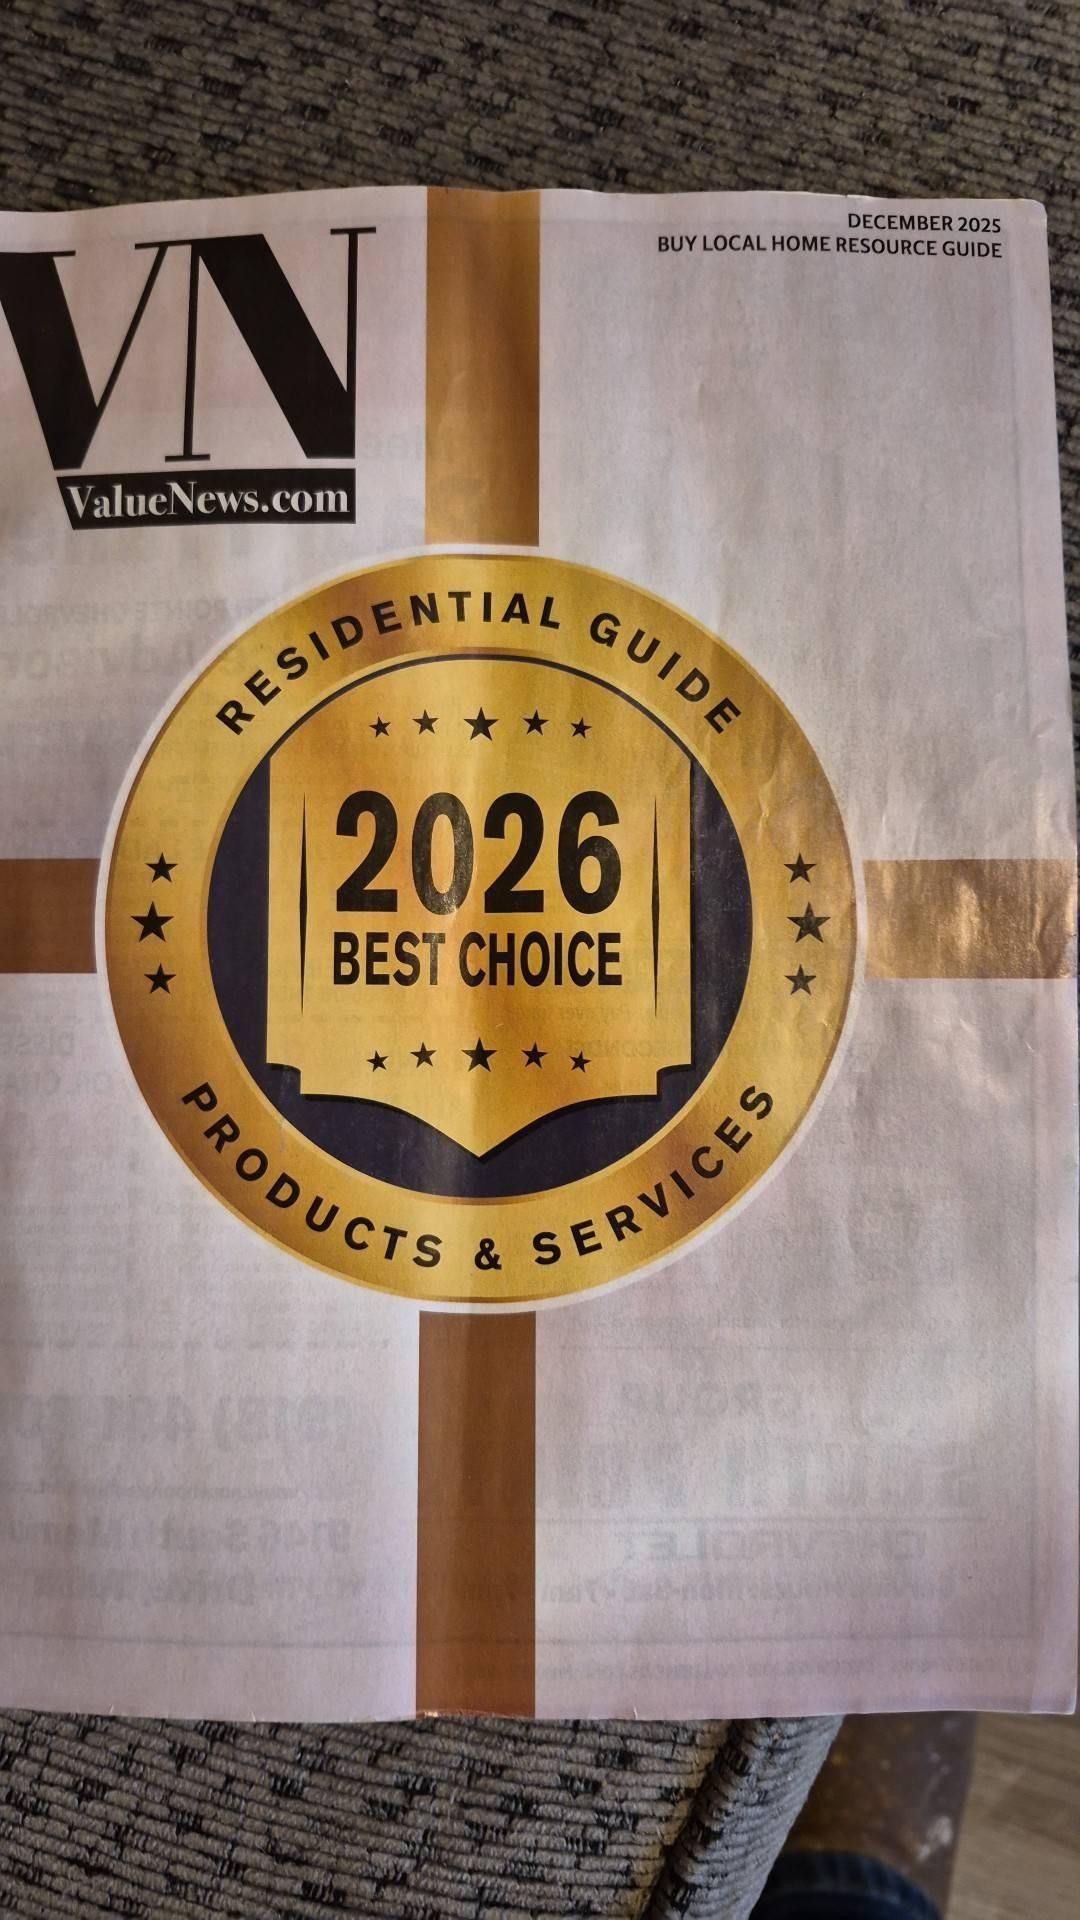 VN
ValueNews.com
DECEMBER 2025
BUY LOCAL HOME RESOURCE GUIDE
RESIDENTIAL GUIDE
2026
BEST CHOICE
PRODUCTS & SERVICES